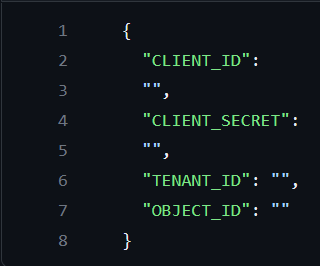 1 {
2 "CLIENT_ID":
3 "",
4 "CLIENT_SECRET":
5 "",
6 "TENANT_ID": "",
7 "OBJECT_ID": ""
8 }